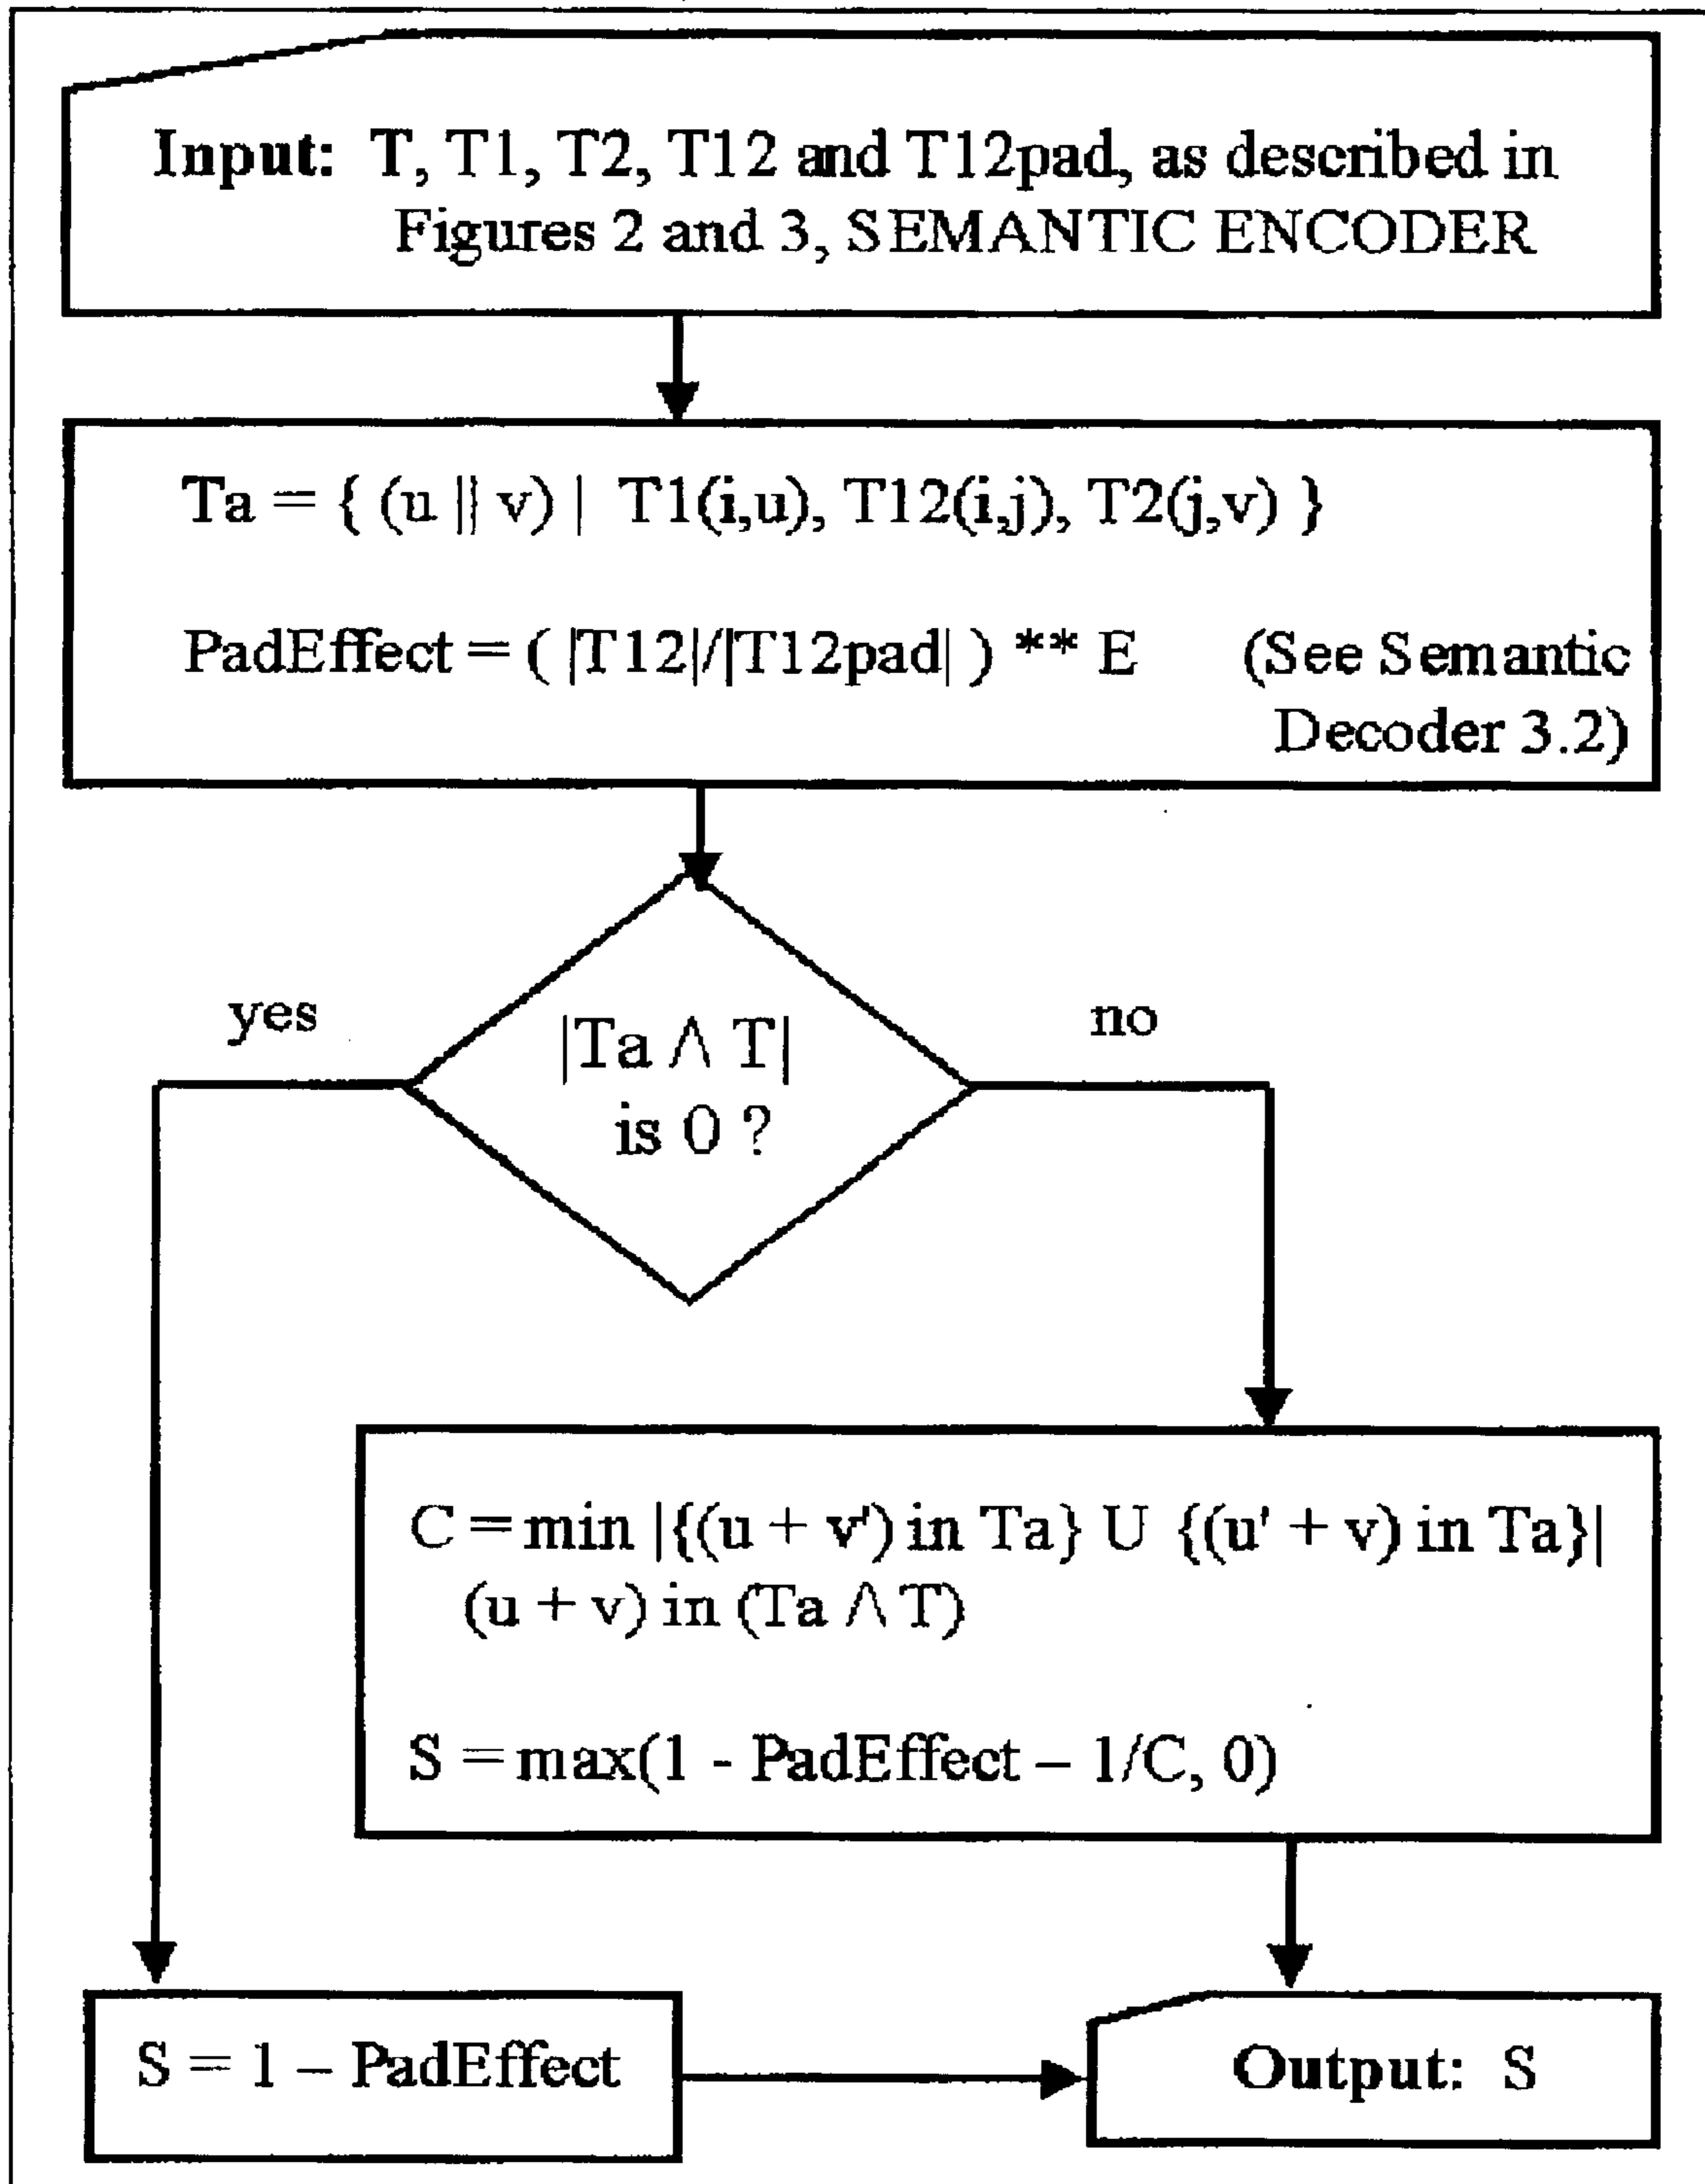 Input: T, T1, T2, T12 and T12pad, as described in
Figures 2 and 3, SEMANTIC ENCODER
Ta = { (u || v) | T1(i,u), T12(i,j), T2(j,v) }
PadEffect = ( |T12|/|T12pad| ) ** E (See Semantic
Decoder 3.2)
yes
no
|Ta Λ T|
is 0 ?
C = min |{(u + v') in Ta} U {(u' + v) in Ta}|
(u + v) in (Ta Λ T)
S = max(1 - PadEffect – 1/C, 0)
S = 1 – PadEffect
Output: S